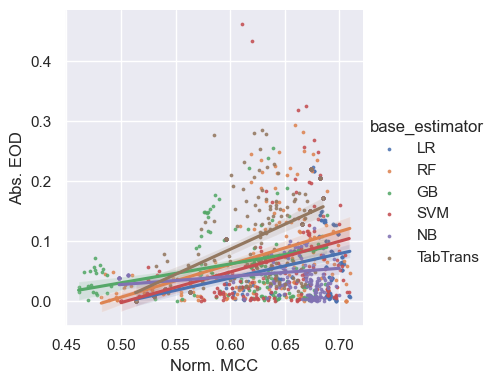 0.4
0.3
0.2
0.1
0.0
Abs. EOD
0.45 0.50 0.55 0.60 0.65 0.70
Norm. MCC
base_estimator
LR
RF
GB
SVM
NB
TabTrans